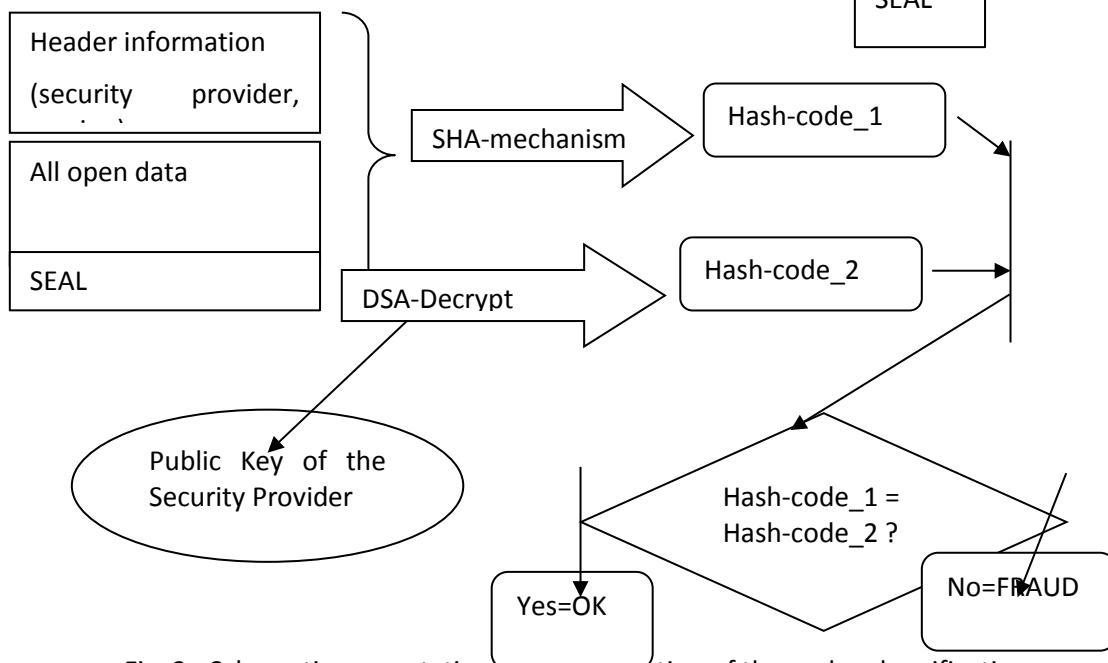 SEAL
Header information
(security provider,
All open data
SEAL
SHA-mechanism
Hash-code_1
DSA-Decrypt
Hash-code_2
Public Key of the
Security Provider
Hash-code_1 =
Hash-code_2 ?
Yes=OK
No=FRAUD